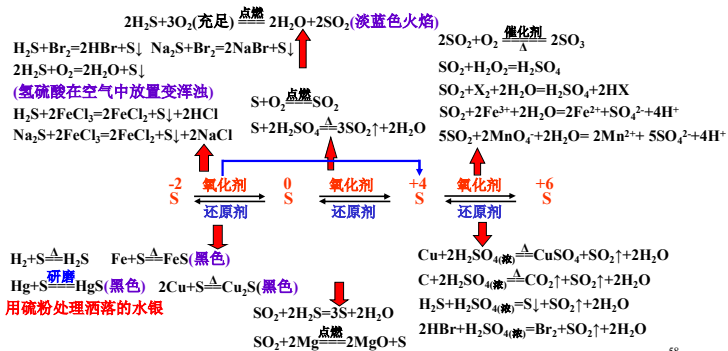 2H₂S+3O₂(充足)=点燃=2H₂O+2SO₂(淡蓝色火焰)
H₂S+Br₂=2HBr+S↓ Na₂S+Br₂=2NaBr+S↓
2H₂S+O₂=2H₂O+S↓
(氢硫酸在空气中放置变浑浊)
H₂S+2FeCl₃=2FeCl₂+S↓+2HCl
Na₂S+2FeCl₃=2FeCl₂+S↓+2NaCl
S+O₂=点燃=SO₂
S+2H₂SO₄=Δ=3SO₂↑+2H₂O
2SO₂+O₂ =催化剂/Δ= 2SO₃
SO₂+H₂O₂=H₂SO₄
SO₂+X₂+2H₂O=H₂SO₄+2HX
SO₂+2Fe³⁺+2H₂O=2Fe²⁺+SO₄²⁻+4H⁺
5SO₂+2MnO₄⁻+2H₂O= 2Mn²⁺+ 5SO₄²⁻+4H⁺
-2 氧化剂 0 +4 氧化剂 +6
S 还原剂 S 还原剂 S 还原剂 S
H₂+S=Δ=H₂S Fe+S=Δ=FeS(黑色)
Hg+S=研磨=HgS(黑色) 2Cu+S=Δ=Cu₂S(黑色)
用硫粉处理洒落的水银
SO₂+2H₂S=3S+2H₂O
SO₂+2Mg=点燃=2MgO+S
Cu+2H₂SO₄₍浓₎=Δ=CuSO₄+SO₂↑+2H₂O
C+2H₂SO₄₍浓₎=Δ=CO₂↑+SO₂↑+2H₂O
H₂S+H₂SO₄₍浓₎=S↓+SO₂↑+2H₂O
2HBr+H₂SO₄₍浓₎=Br₂+SO₂↑+2H₂O
58